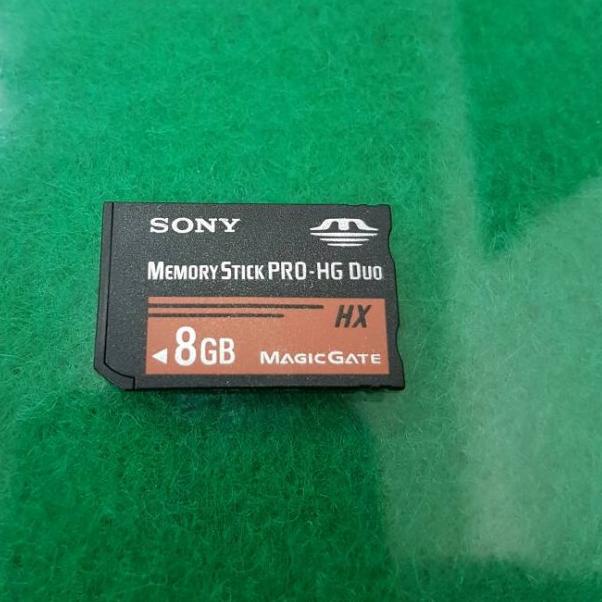 SONY
MEMORY STICK PRO-HG DUO
HX
8GB MAGICGATE